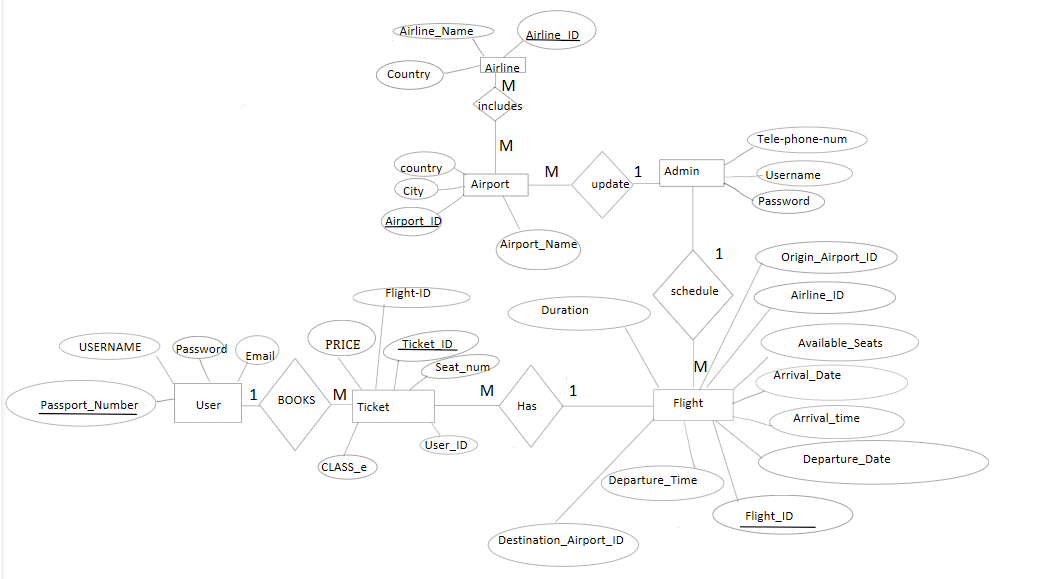 Airline_Name
Airline_ID
Country
Airline
M
includes
M
country
City
Airport_ID
Airport
Airport_Name
M
update
1
Admin
Tele-phone-num
Username
Password
1
schedule
M
Origin_Airport_ID
Airline_ID
Available_Seats
Arrival_Date
Arrival_time
Departure_Date
Flight_ID
Departure_Time
Destination_Airport_ID
Duration
Flight
1
Has
M
Flight-ID
PRICE
Ticket_ID
Seat_num
Ticket
User_ID
CLASS_e
M
BOOKS
1
USERNAME
Password
Email
Passport_Number
User